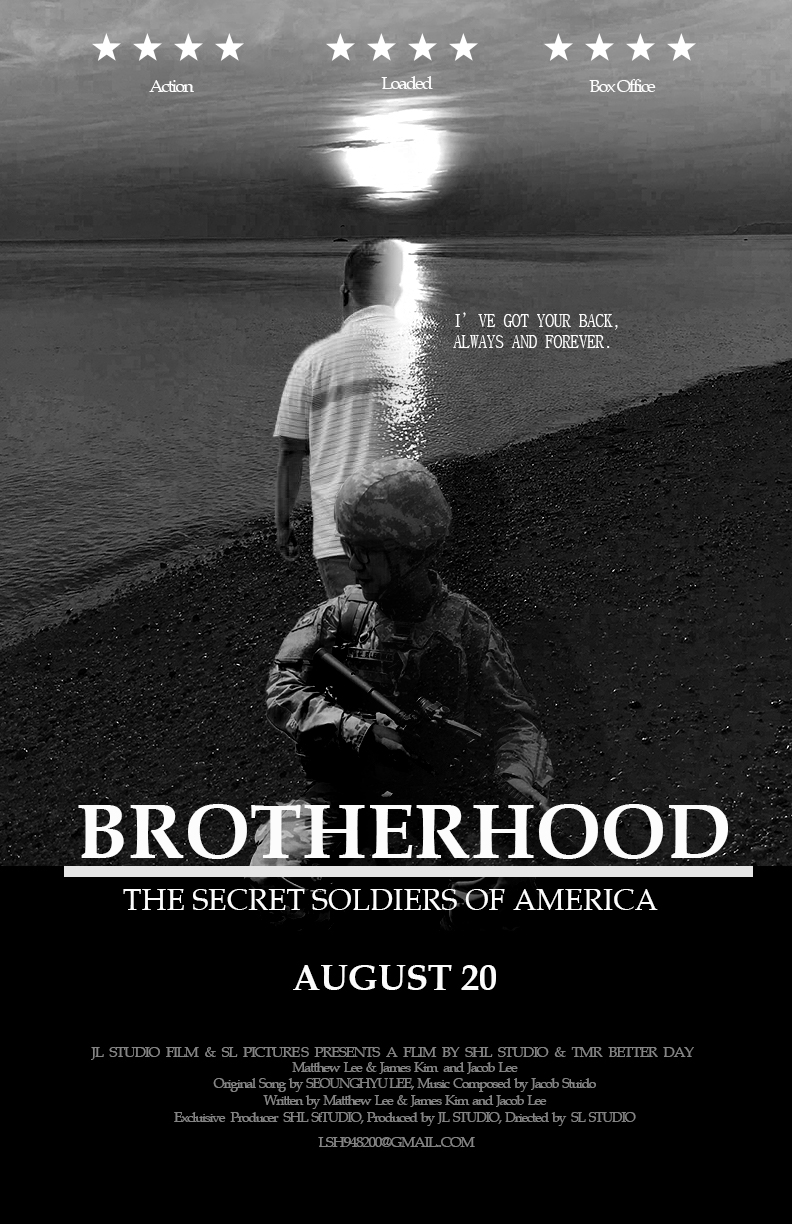 Action
Loaded
Box Office
I'VE GOT YOUR BACK,
ALWAYS AND FOREVER.
BROTHERHOOD
THE SECRET SOLDIERS OF AMERICA
AUGUST 20
JL STUDIO FILM & SL PICTURES PRESENTS A FLIM BY SHL STUDIO & TMR BETTER DAY
Matthew Lee & James Kim and Jacob Lee
Original Song by SEOUNGHYU LEE, Music Composed by Jacob Stuido
Written by Matthew Lee & James Kim and Jacob Lee
Excluisive Producer SHL SfTUDIO, Produced by JL STUDIO, Driected by SL STUDIO
LSH948200@GMAIL.COM